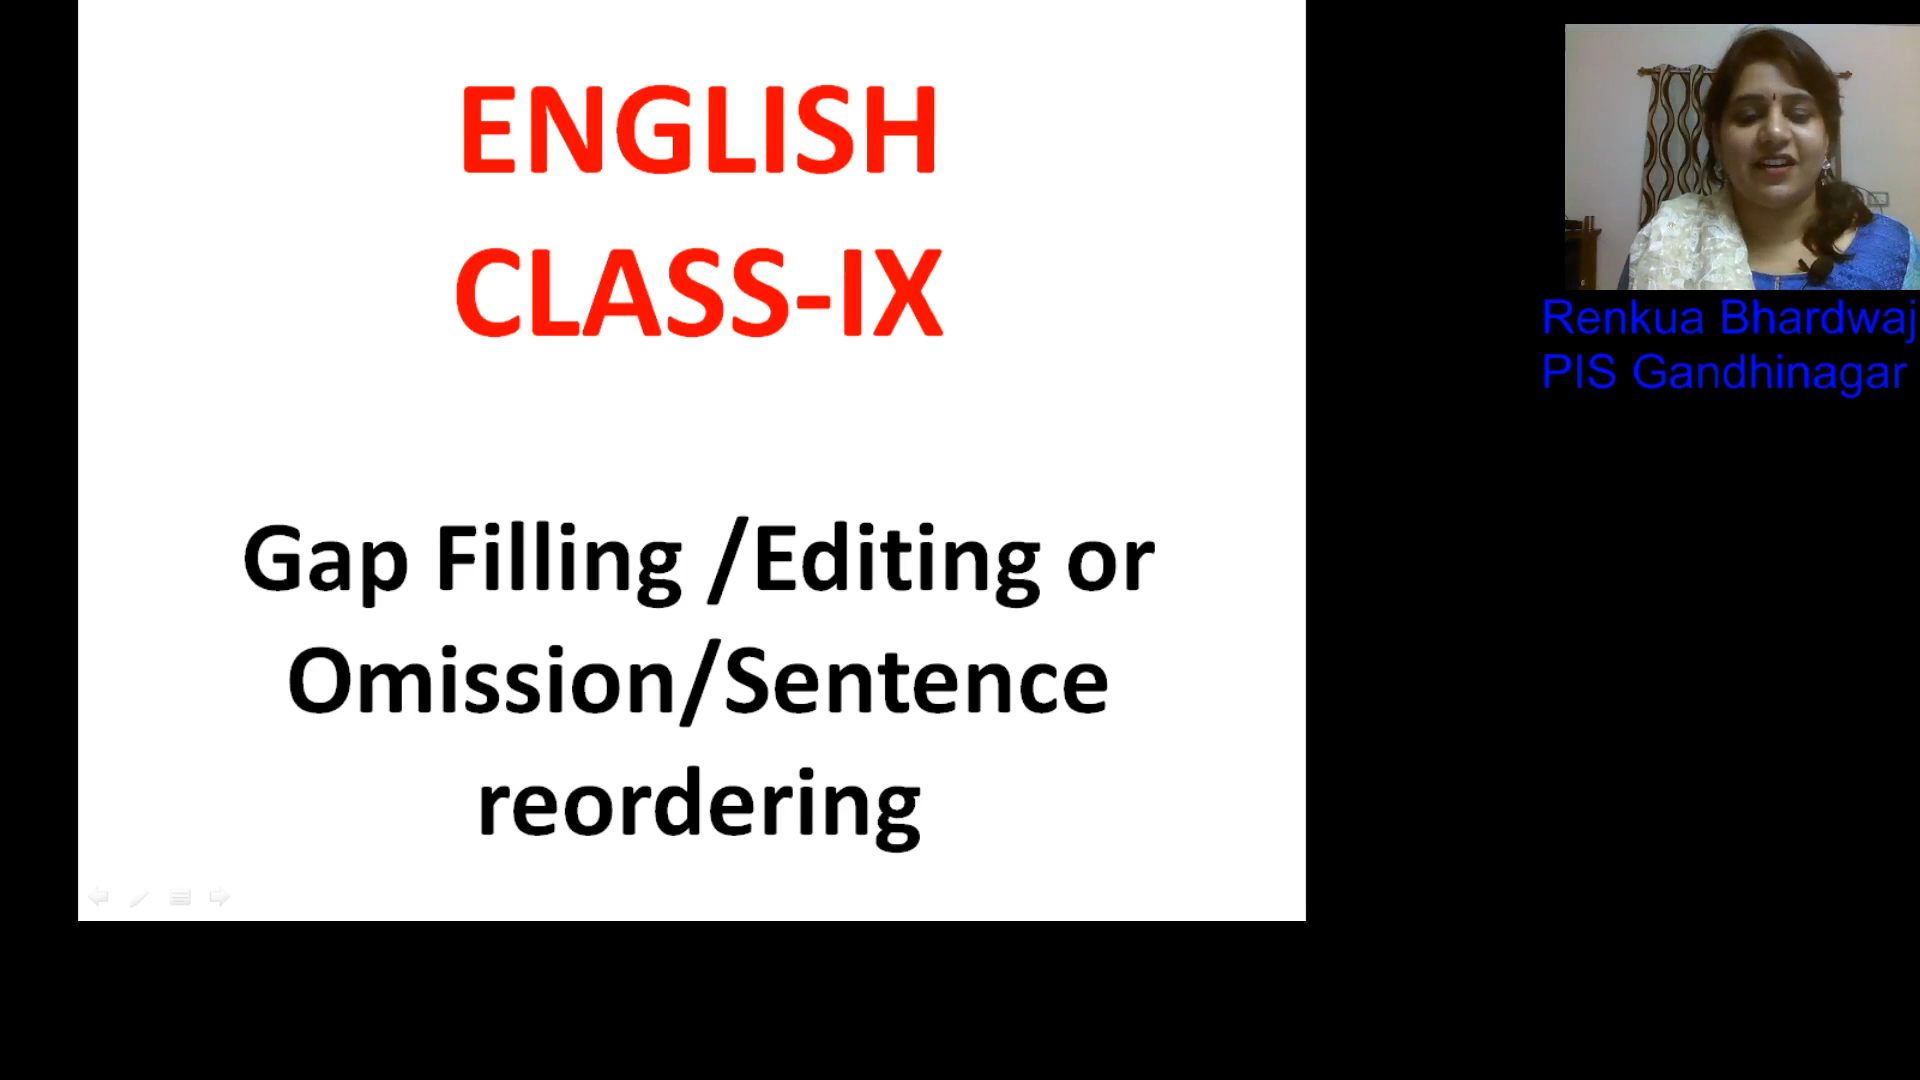 ENGLISH
CLASS-IX
Gap Filling /Editing or
Omission/Sentence
reordering
Renkua Bhardwaj
PIS Gandhinagar